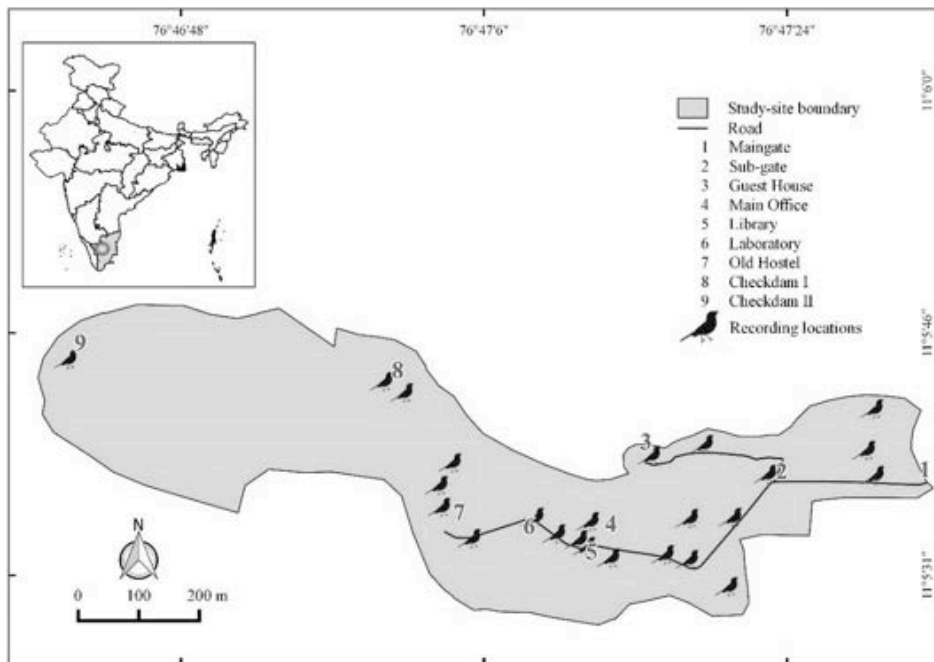 76°46'48"
76°47'6"
76°47'24"
11°6'0"
Study-site boundary
Road
1 Maingate
2 Sub-gate
3 Guest House
4 Main Office
5 Library
6 Laboratory
7 Old Hostel
8 Checkdam I
9 Checkdam II
Recording locations
11°5'46"
9
8
3
2
1
7
6
4
5
11°5'31"
N
0 100 200 m